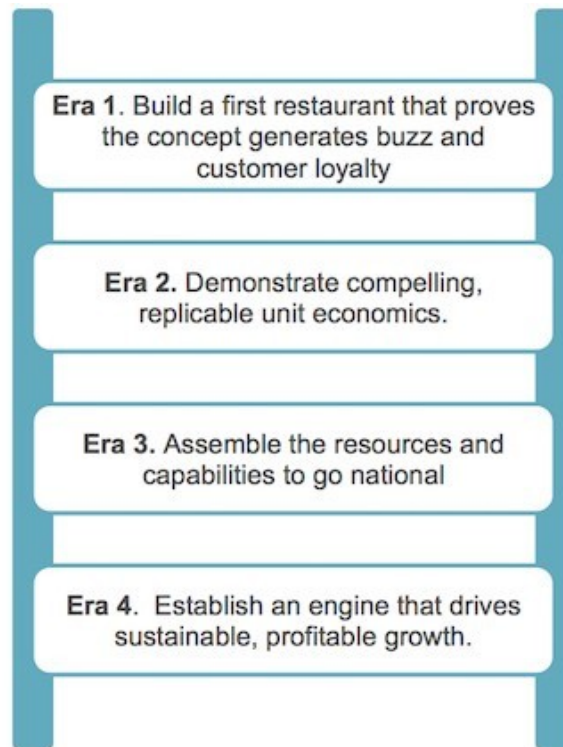 Era 1. Build a first restaurant that proves
the concept generates buzz and
customer loyalty
Era 2. Demonstrate compelling,
replicable unit economics.
Era 3. Assemble the resources and
capabilities to go national
Era 4.  Establish an engine that drives
sustainable, profitable growth.